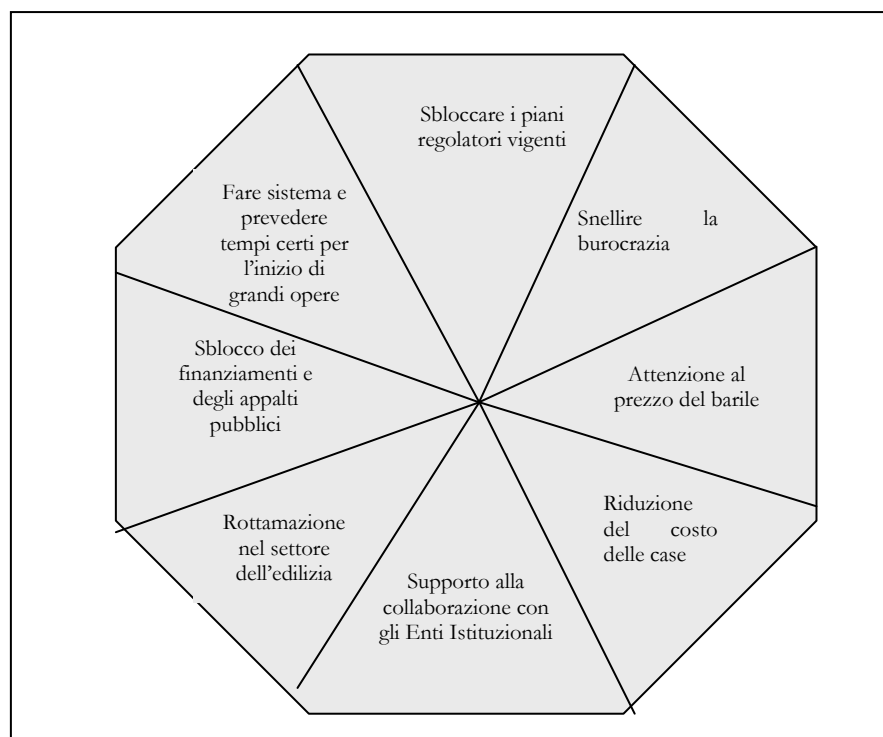 Sbloccare i piani
regolatori vigenti
Snellire la
burocrazia
Attenzione al
prezzo del barile
Riduzione
del costo
delle case
Supporto alla
collaborazione con
gli Enti Istituzionali
Rottamazione
nel settore
dell'edilizia
Sblocco dei
finanziamenti e
degli appalti
pubblici
Fare sistema e
prevedere
tempi certi per
l'inizio di
grandi opere